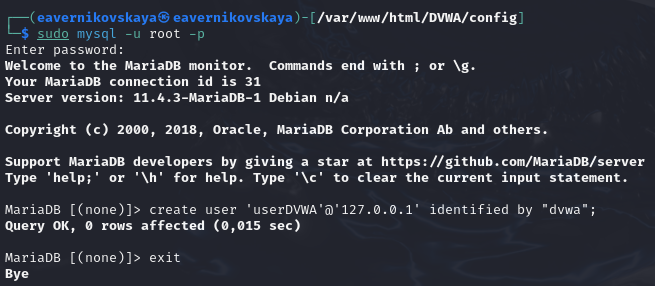 ┌──(eavernikovskaya㉿eavernikovskaya)-[/var/www/html/DVWA/config]
└─$ sudo mysql -u root -p
Enter password:
Welcome to the MariaDB monitor.  Commands end with ; or \g.
Your MariaDB connection id is 31
Server version: 11.4.3-MariaDB-1 Debian n/a
Copyright (c) 2000, 2018, Oracle, MariaDB Corporation Ab and others.
Support MariaDB developers by giving a star at https://github.com/MariaDB/server
Type 'help;' or '\h' for help. Type '\c' to clear the current input statement.
MariaDB [(none)]> create user 'userDVWA'@'127.0.0.1' identified by "dvwa";
Query OK, 0 rows affected (0,015 sec)
MariaDB [(none)]> exit
Bye